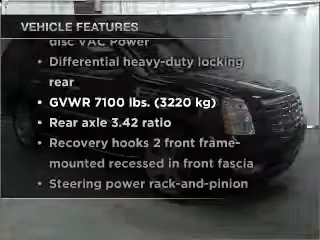 VEHICLE FEATURES
disc VAC Power
• Differential heavy-duty locking
rear
• GVWR 7100 lbs. (3220 kg)
• Rear axle 3.42 ratio
• Recovery hooks 2 front frame-
mounted recessed in front fascia
• Steering power rack-and-pinion